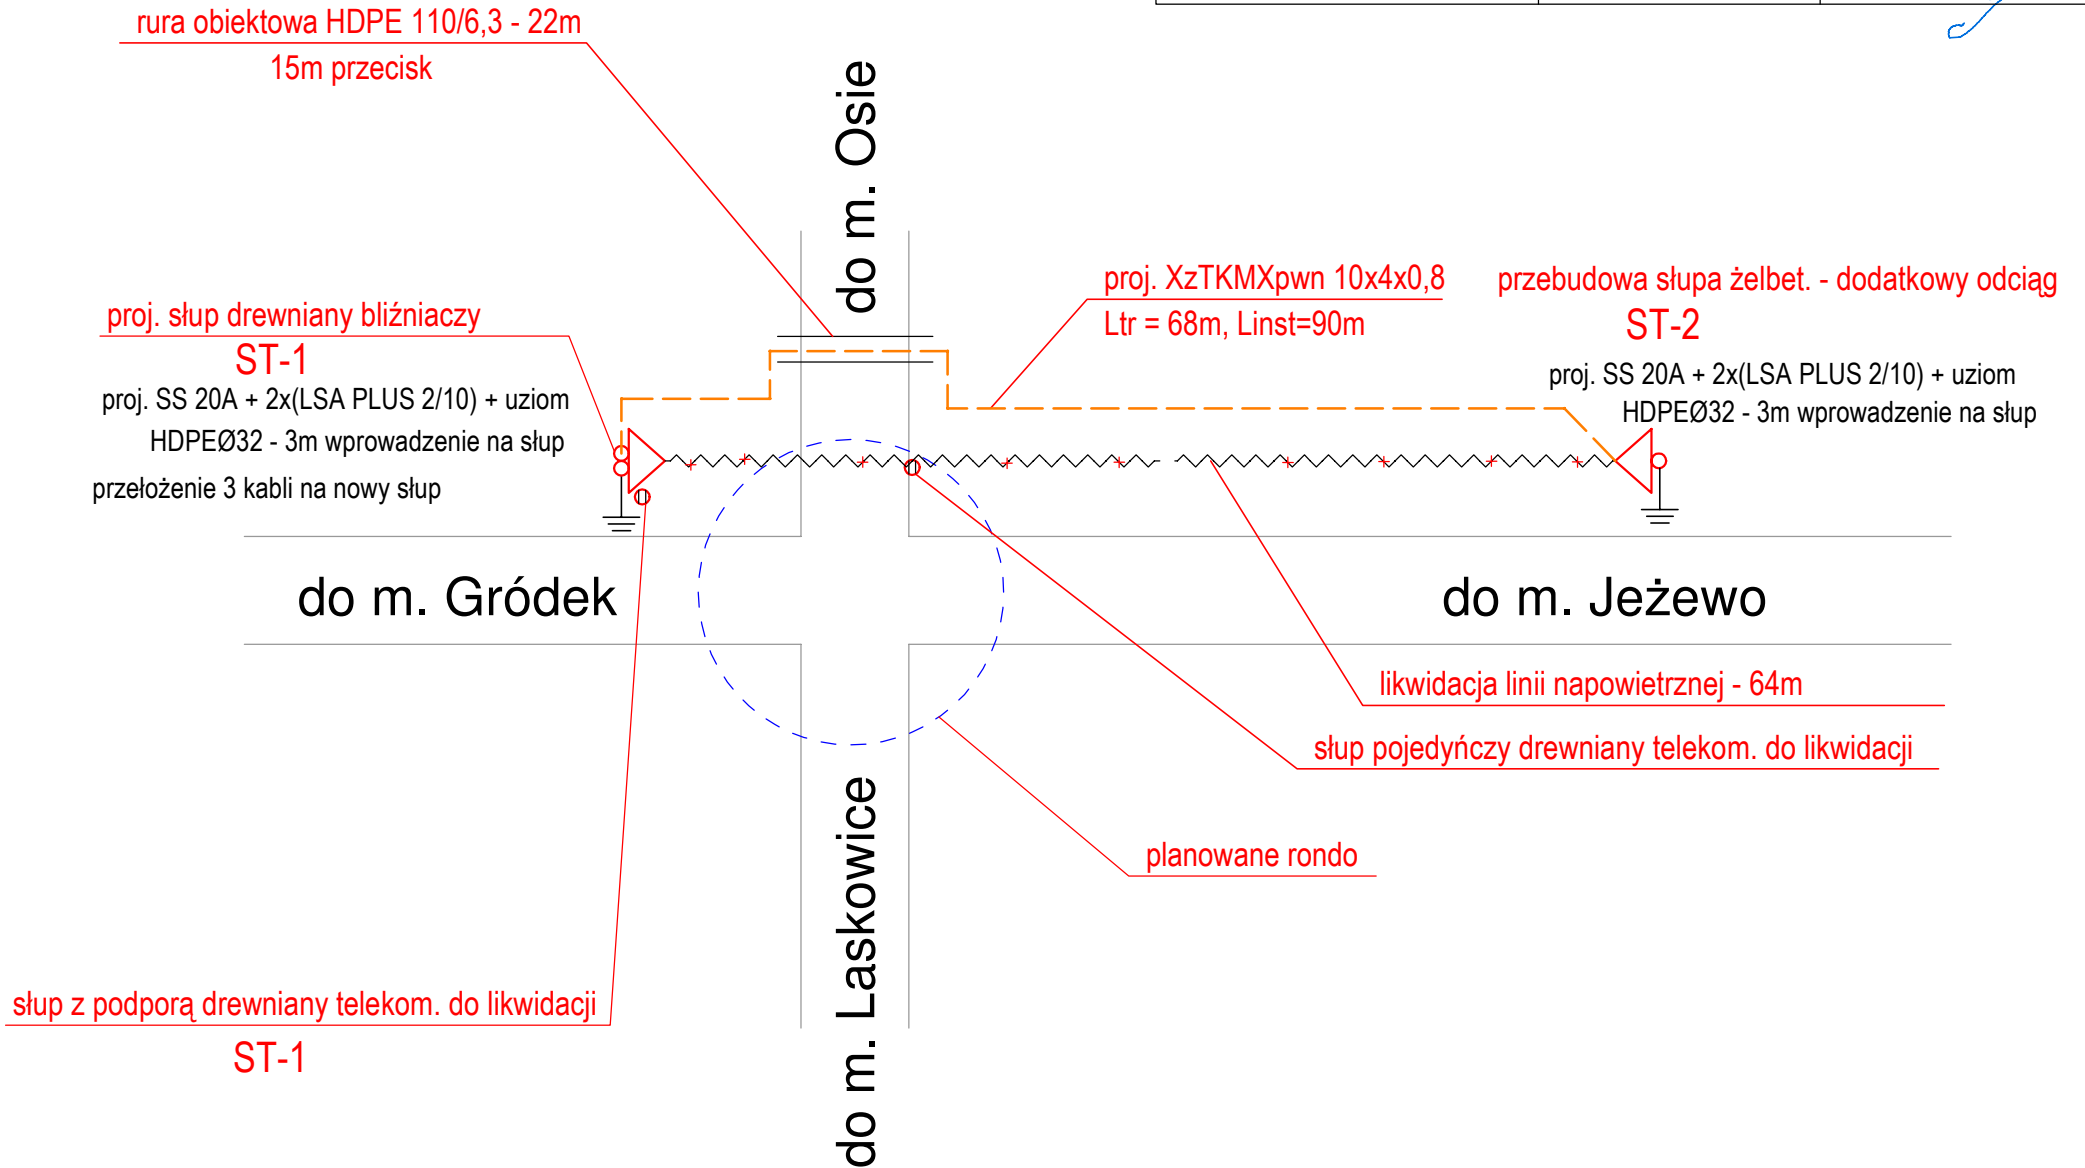 rura obiektowa HDPE 110/6,3 - 22m
15m przecisk
do m. Osie
proj. XzTKMXpwn 10x4x0,8
Ltr = 68m, Linst=90m
przebudowa słupa żelbet. - dodatkowy odciąg
ST-2
proj. SS 20A + 2x(LSA PLUS 2/10) + uziom
HDPEØ32 - 3m wprowadzenie na słup
proj. słup drewniany bliźniaczy
ST-1
proj. SS 20A + 2x(LSA PLUS 2/10) + uziom
HDPEØ32 - 3m wprowadzenie na słup
przełożenie 3 kabli na nowy słup
do m. Gródek
do m. Jeżewo
likwidacja linii napowietrznej - 64m
słup pojedyńczy drewniany telekom. do likwidacji
planowane rondo
do m. Laskowice
słup z podporą drewniany telekom. do likwidacji
ST-1